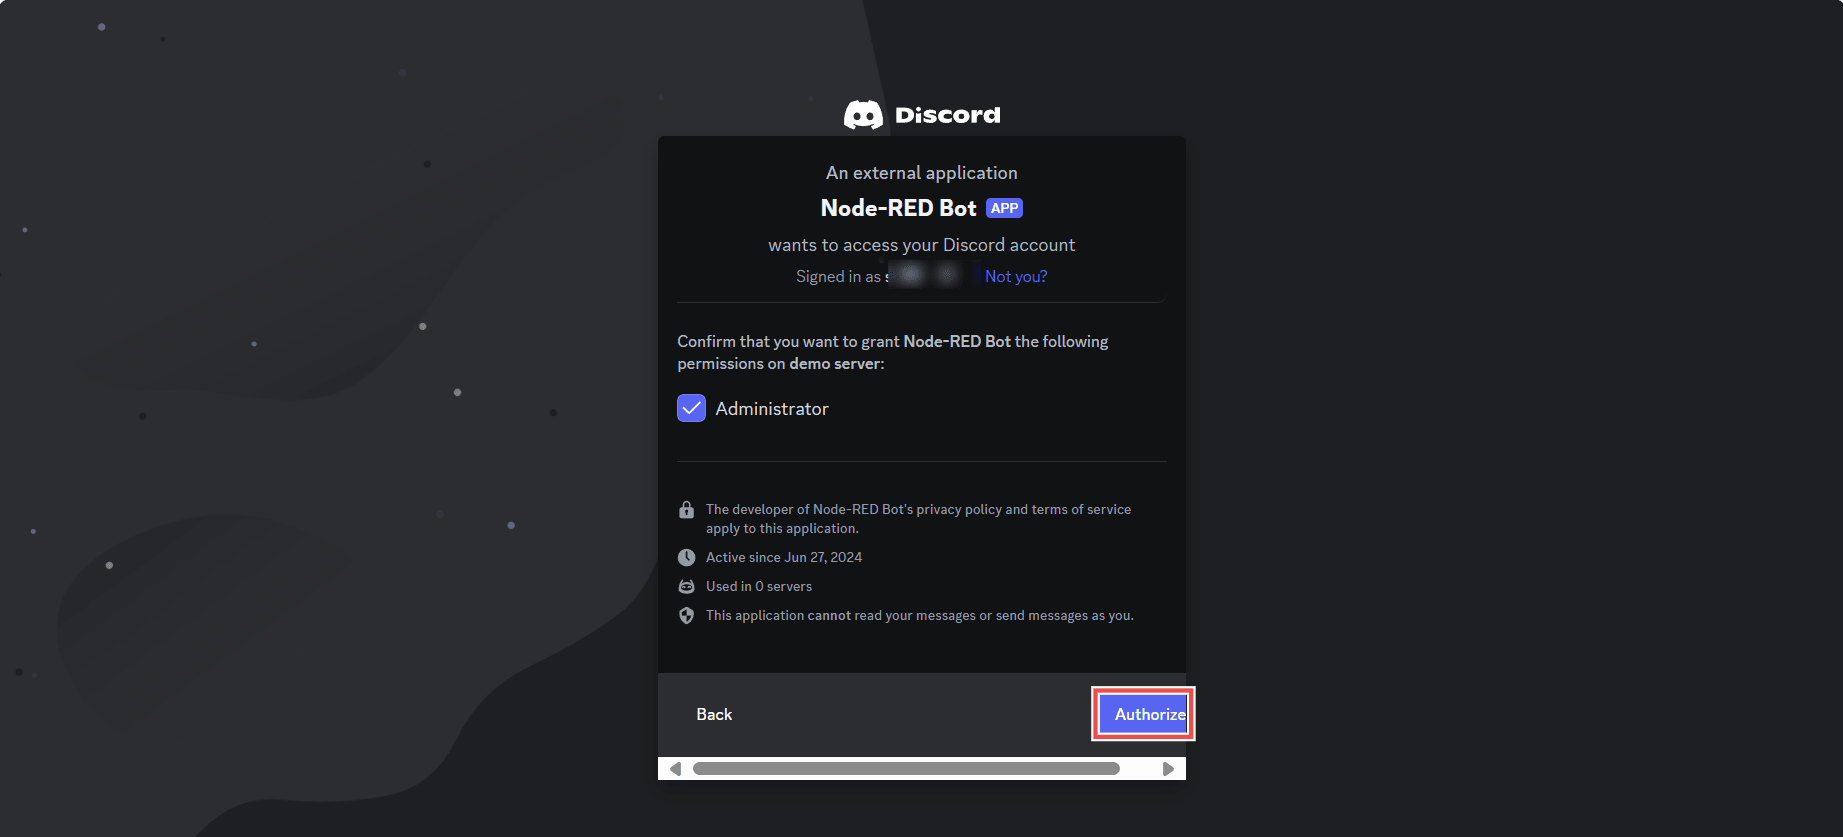 Discord
An external application
Node-RED Bot APP
wants to access your Discord account
Signed in as Not you?
Confirm that you want to grant Node-RED Bot the following
permissions on demo server:
Administrator
The developer of Node-RED Bot's privacy policy and terms of service
apply to this application.
Active since Jun 27, 2024
Used in 0 servers
This application cannot read your messages or send messages as you.
Back
Authorize